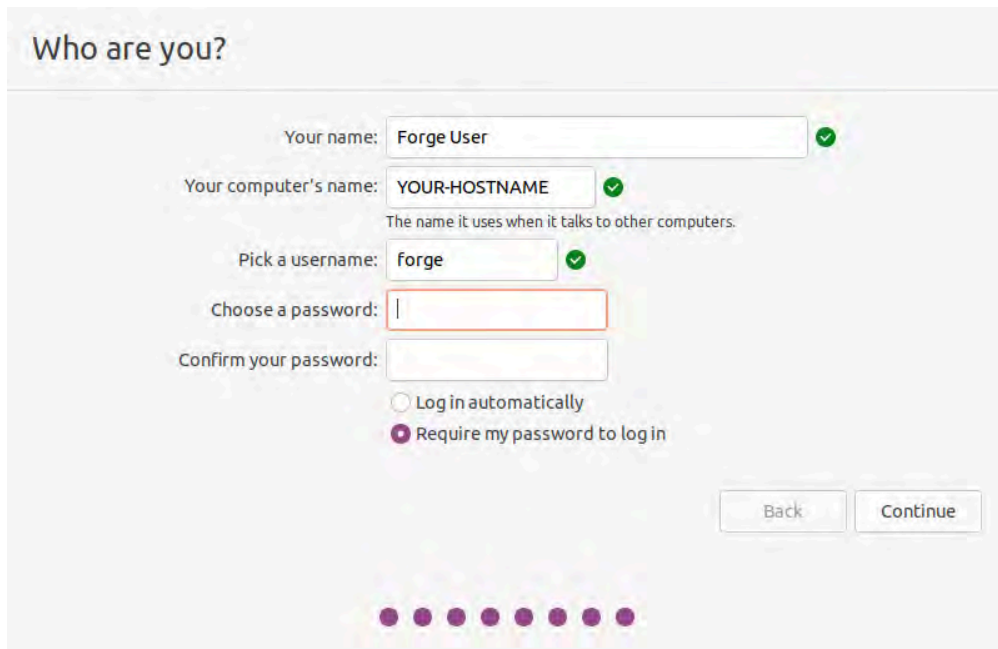 Who are you?
Your name: Forge User
Your computer's name: YOUR-HOSTNAME
The name it uses when it talks to other computers.
Pick a username: forge
Choose a password:
Confirm your password:
Log in automatically
Require my password to log in
Back Continue